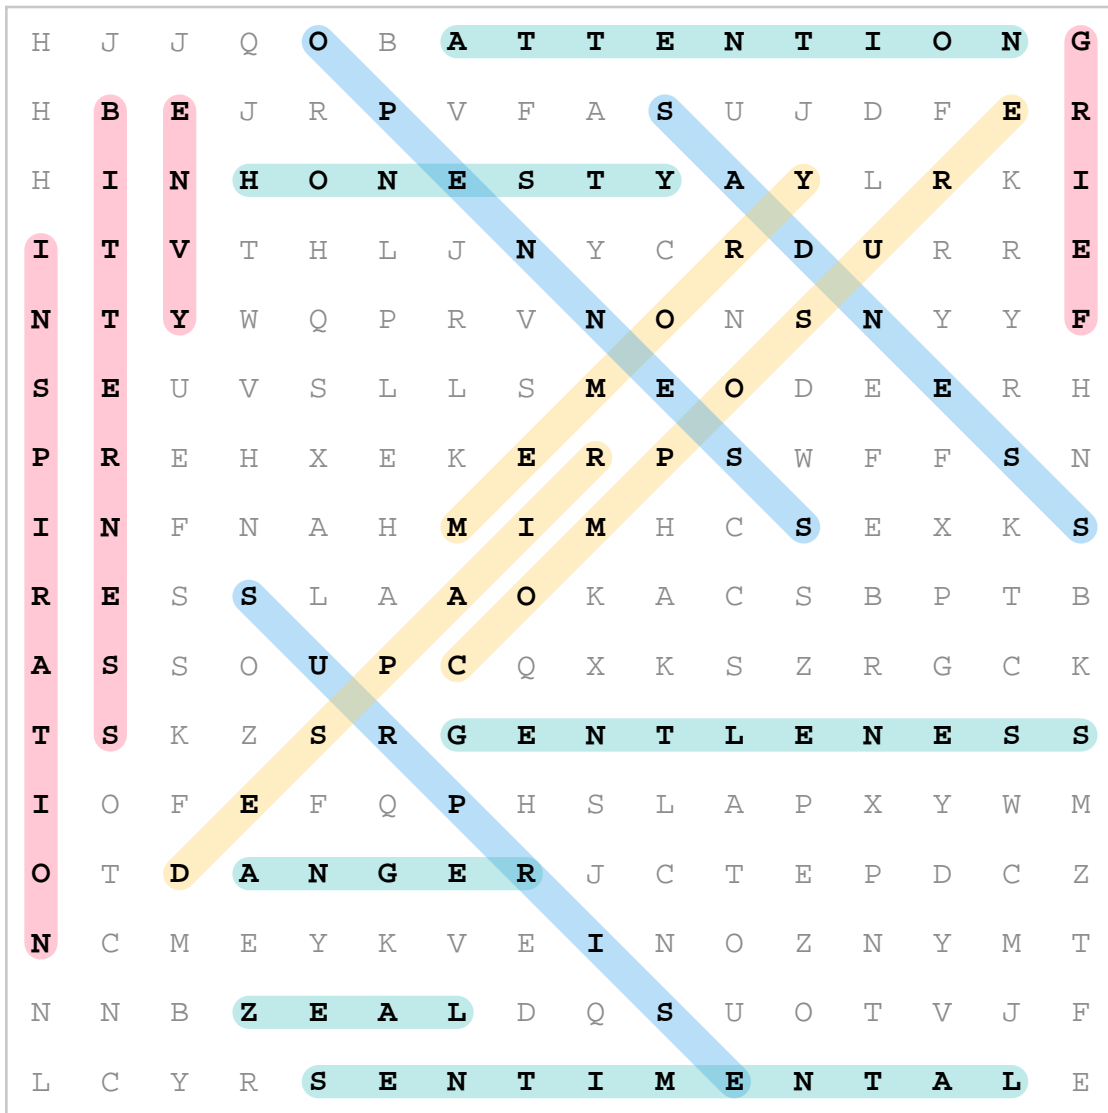 H J J Q O B A T T E N T I O N G
H B E J R P V F A S U J D F E R
H I N H O N E S T Y A Y L R K I
I T V T H L J N Y C R D U R R E
N T Y W Q P R V N O N S N Y Y F
S E U V S L L S M E O D E E R H
P R E H X E K E R P S W F F S N
I N F N A H M I M H C S E X K S
R E S S L A A O K A C S B P T B
A S S O U P C Q X K S Z R G C K
T S K Z S R G E N T L E N E S S
I O F E F Q P H S L A P X Y W M
O T D A N G E R J C T E P D C Z
N C M E Y K V E I N O Z N Y M T
N N B Z E A L D Q S U O T V J F
L C Y R S E N T I M E N T A L E